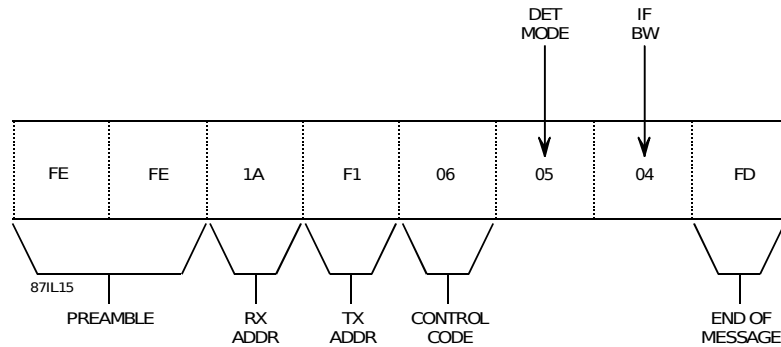 DET
MODE
IF
BW
FE FE 1A F1 06 05 04 FD
87IL15
PREAMBLE
RX
ADDR
TX
ADDR
CONTROL
CODE
END OF
MESSAGE